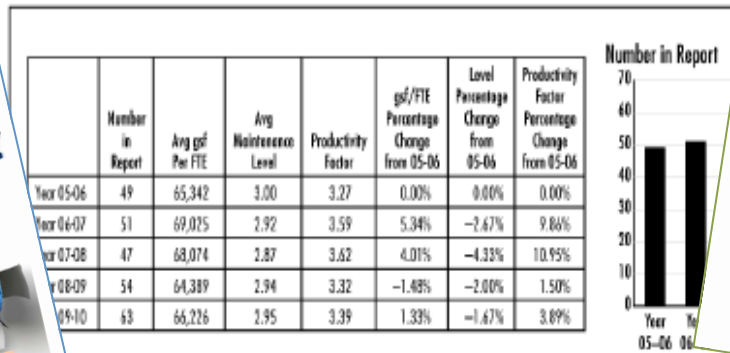 Number in Report
Avg gsf Per FTE
Avg Maintenance Level
Productivity Factor
gsf/FTE Percentage Change from 05-06
Level Percentage Change from 05-06
Productivity Factor Percentage Change from 05-06
Year 05-06 49 65,342 3.00 3.27 0.00% 0.00% 0.00%
Year 06-07 51 69,025 2.92 3.59 5.34% –2.67% 9.86%
07-08 47 68,074 2.87 3.62 4.01% –4.33% 10.95%
08-09 54 64,389 2.94 3.32 –1.48% –2.00% 1.50%
09-10 63 66,226 2.95 3.39 1.33% –1.67% 3.89%
Number in Report
70
60
50
40
30
20
10
0
Year
05–06